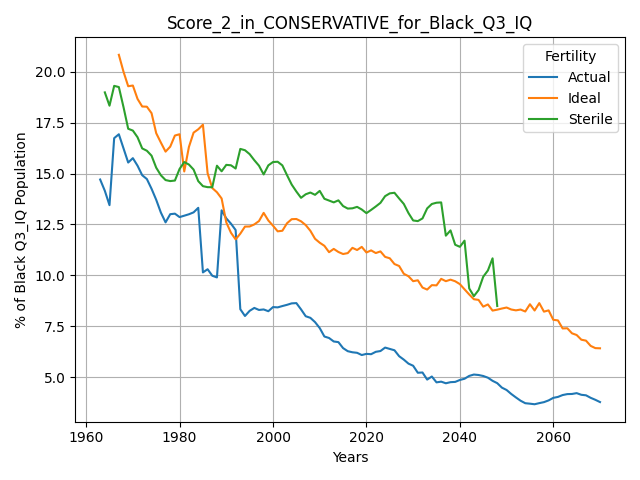 Score_2_in_CONSERVATIVE_for_Black_Q3_IQ
Fertility
Actual
Ideal
Sterile
% of Black Q3_IQ Population
20.0
17.5
15.0
12.5
10.0
7.5
5.0
1960 1980 2000 2020 2040 2060
Years